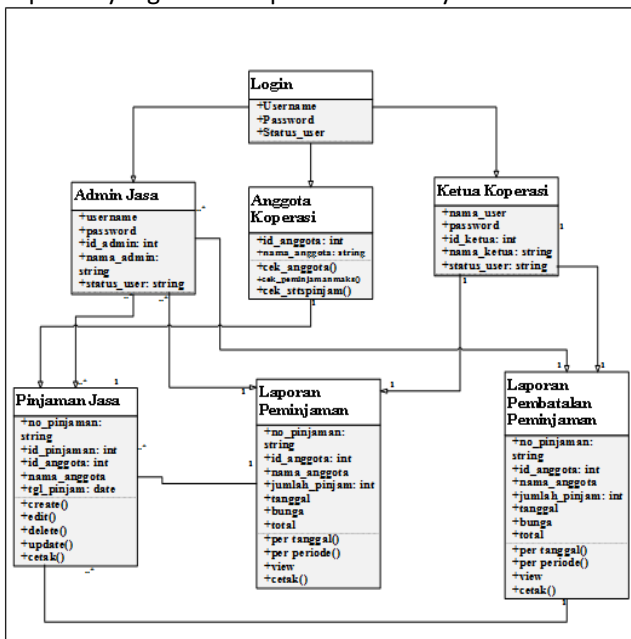 Login
+Username
+Password
+Status_user
Admin Jasa
+username
+password
+id_admin: int
+nama_admin:
string
+status_user: string
Anggota
Koperasi
+id_anggota: int
+nama_anggota: string
+cek_anggota()
+cek_peminjamanmaks()
+cek_sttspinjam()
Ketua Koperasi
+nama_user
+password
+id_ketua: int
+nama_ketua: string
+status_user: string
..*
1
..*
..*
1
1
..*
1
1
1
1
1
Pinjaman Jasa
+no_pinjaman:
string
+id_pinjaman: int
+id_anggota: int
+nama_anggota
+tgl_pinjam: date
+create()
+edit()
+delete()
+update()
+cetak()
..*
1
Laporan
Peminjaman
+no_pinjaman:
string
+id_anggota: int
+nama_anggota
+jumlah_pinjam: int
+tanggal
+bunga
+total
+per tanggal()
+per periode()
+view
+cetak()
Laporan
Pembatalan
Peminjaman
+no_pinjaman:
string
+id_anggota: int
+nama_anggota
+jumlah_pinjam: int
+tanggal
+bunga
+total
+per tanggal()
+per periode()
+view
+cetak()
..*
1